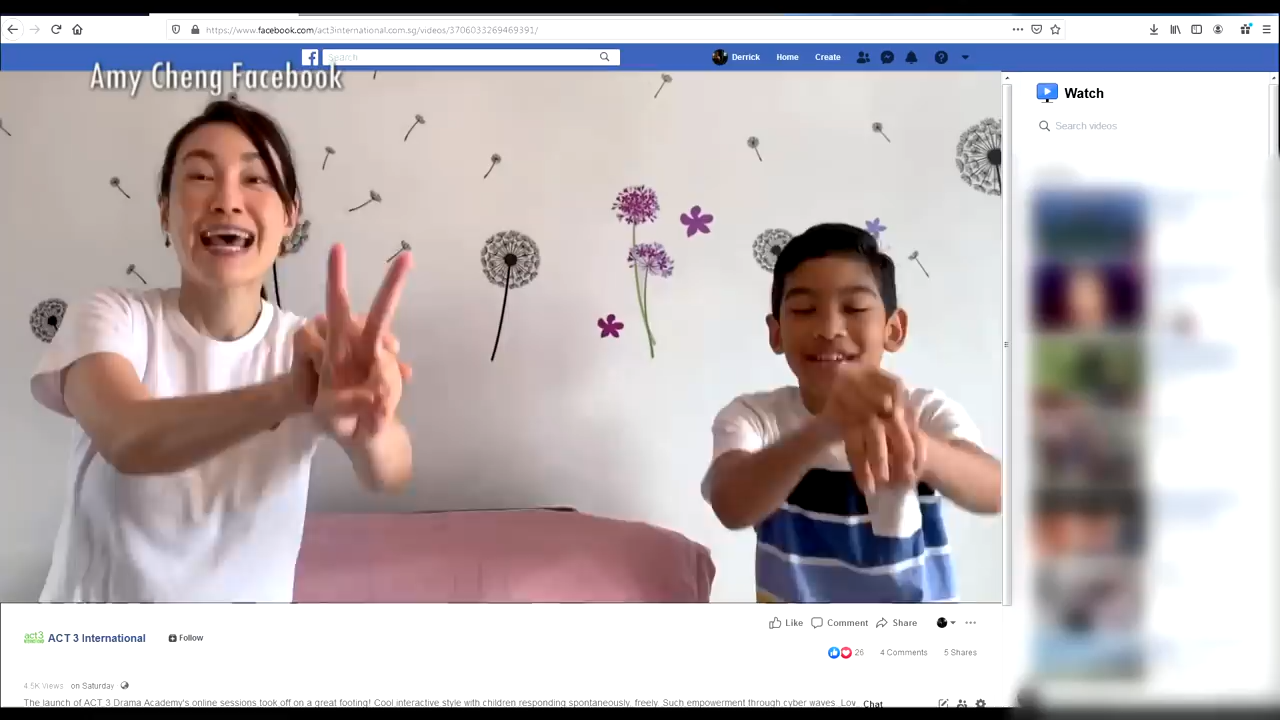 https://www.facebook.com/act3international.com.sg/videos/3706033269469391/
Search
Derrick
Home
Create
Amy Cheng Facebook
Watch
Search videos
act3
ACT 3 International
Follow
Like
Comment
Share
26
4 Comments
5 Shares
4.5K Views on Saturday
The launch of ACT 3 Drama Academy's online sessions took off on a great footing! Cool interactive style with children responding spontaneously, freely. Such empowerment through cyber waves. Lov
Chat